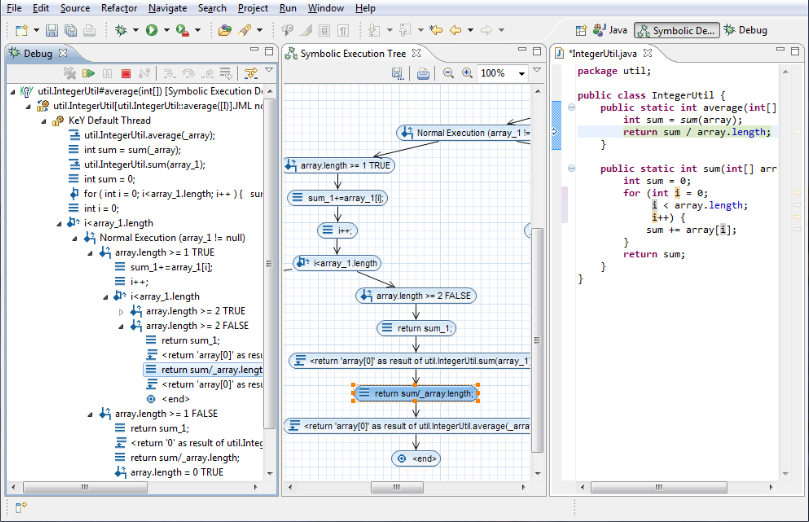 File Edit Source Refactor Navigate Search Project Run Window Help
Java Symbolic De... Debug
Debug
util.IntegerUtil#average(int[]) [Symbolic Execution De
util.IntegerUtil[util.IntegerUtil::average([I)].JML no
KeY Default Thread
util.IntegerUtil.average(_array);
int sum = sum(_array);
util.IntegerUtil.sum(array_1);
int sum = 0;
for ( int i = 0; i<array_1.length; i++ ) { sum
int i = 0;
i<array_1.length
Normal Execution (array_1 != null)
array.length >= 1 TRUE
sum_1+=array_1[i];
i++;
i<array_1.length
array.length >= 2 TRUE
array.length >= 2 FALSE
return sum_1;
<return 'array[0]' as resu
return sum/_array.length
<return 'array[0]' as resu
<end>
array.length >= 1 FALSE
return sum_1;
<return '0' as result of util.Integ
return sum/_array.length;
array.length = 0 TRUE
Symbolic Execution Tree
100%
Normal Execution (array_1 !=
array.length >= 1 TRUE
sum_1+=array_1[i];
i++;
i<array_1.length
array.length >= 2 FALSE
return sum_1;
<return 'array[0]' as result of util.IntegerUtil.sum(array_1
return sum/_array.length;
<return 'array[0]' as result of util.IntegerUtil.average(_arra
<end>
*IntegerUtil.java
package util;
public class IntegerUtil {
public static int average(int[]
int sum = sum(array);
return sum / array.length;
}
public static int sum(int[] arr
int sum = 0;
for (int i = 0;
i < array.length;
i++) {
sum += array[i];
}
return sum;
}
}